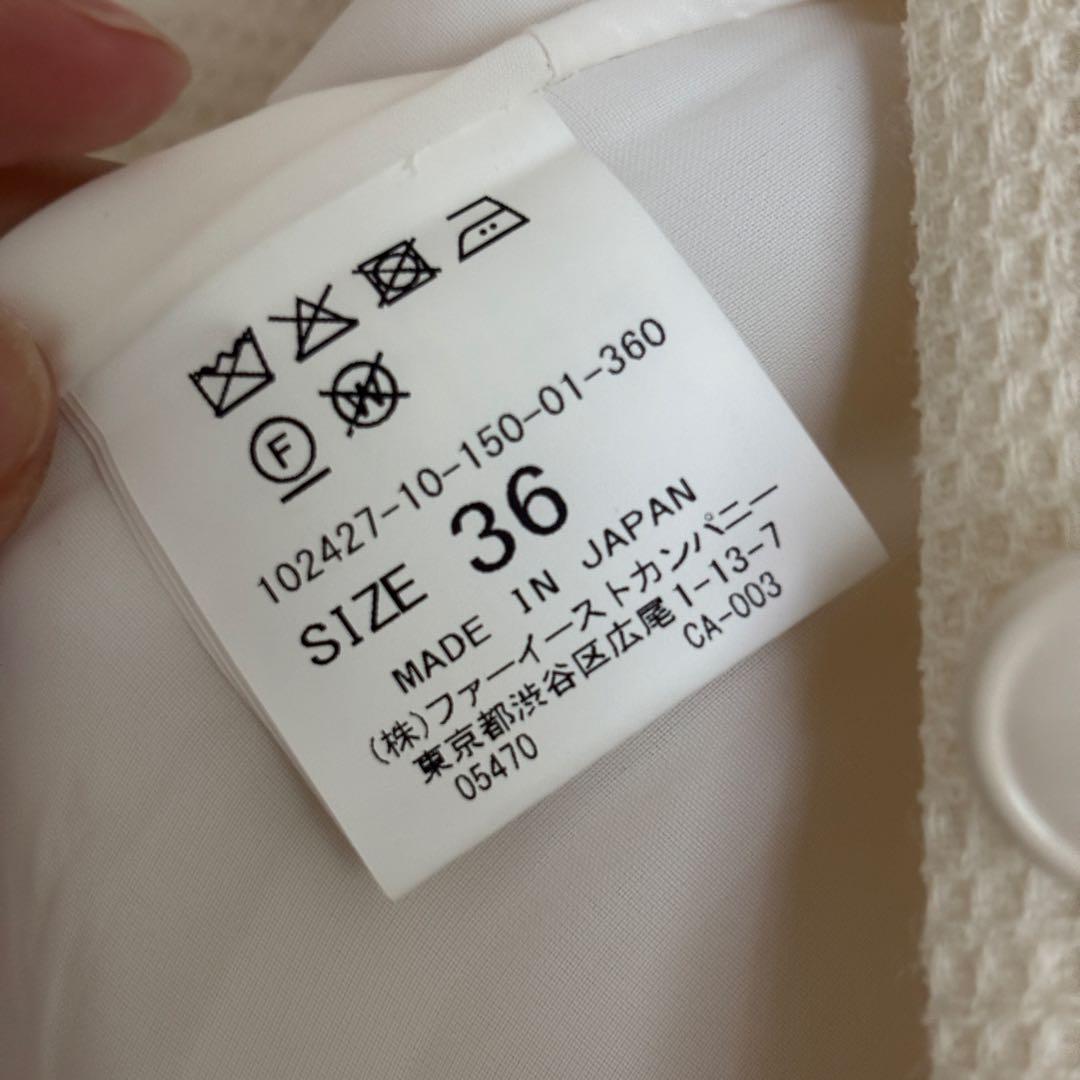 F W
102427-10-150-01-360
SIZE 36
MADE IN JAPAN
(株)ファーイーストカンパニー
東京都渋谷区広尾1-13-7
05470 CA-003